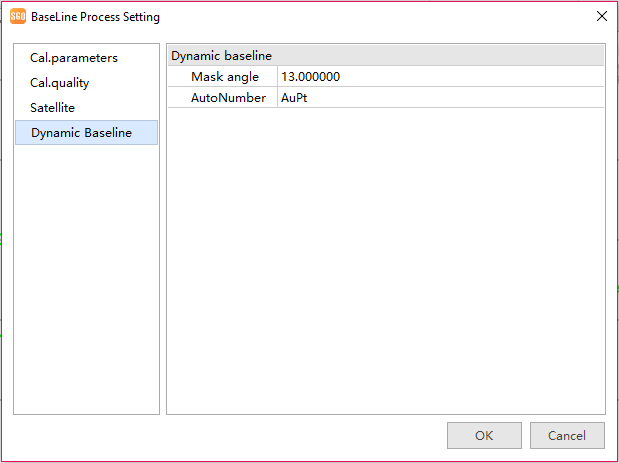 SGO BaseLine Process Setting
Cal.parameters
Cal.quality
Satellite
Dynamic Baseline
Dynamic baseline
Mask angle 13.000000
AutoNumber AuPt
OK Cancel